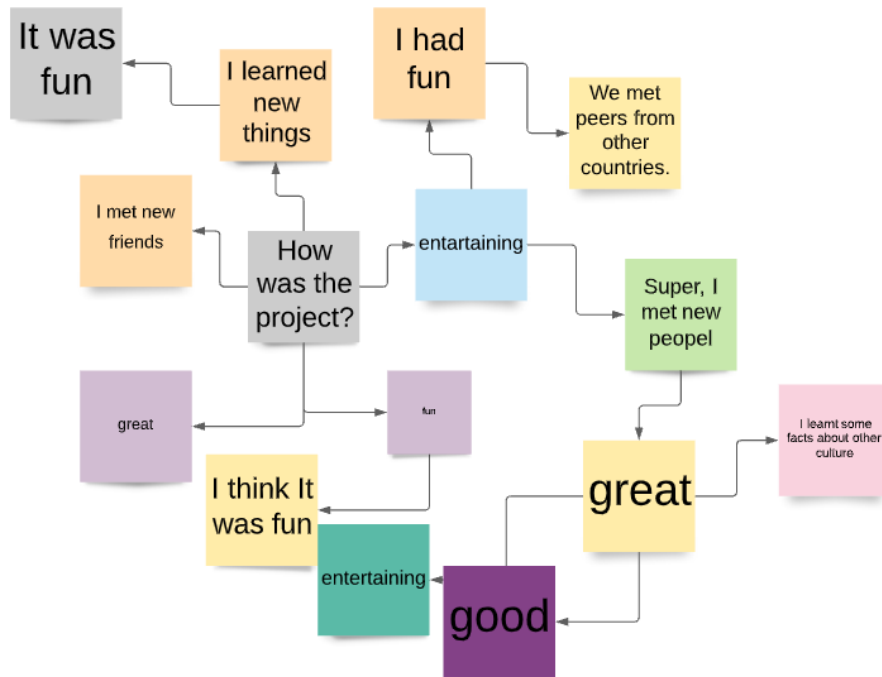 It was
fun
I learned
new
things
I had
fun
We met
peers from
other
countries.
I met new
friends
How
was the
project?
entartaining
Super, I
met new
peopel
great
fun
I learnt some
facts about other
culture
I think It
was fun
great
entertaining
good